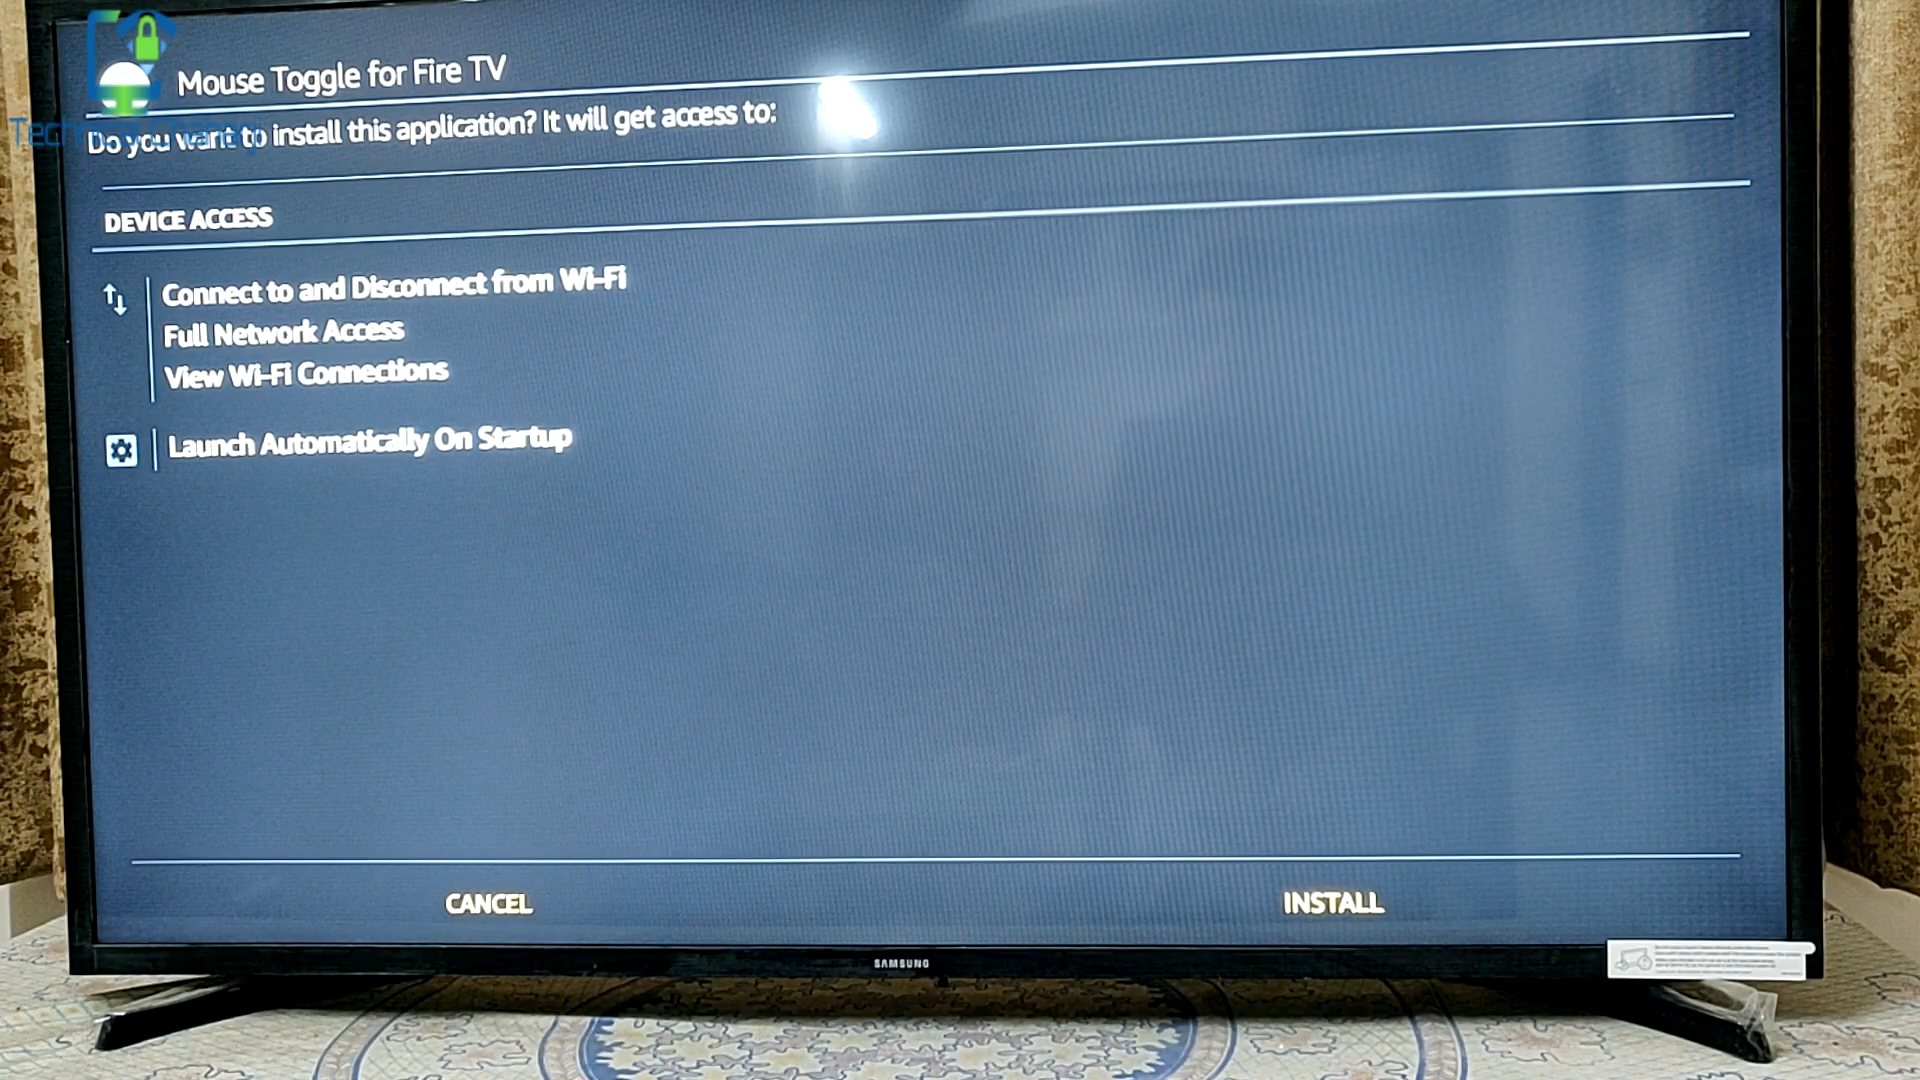 Mouse Toggle for Fire TV
Do you want to install this application? It will get access to:
DEVICE ACCESS
Connect to and Disconnect from Wi-Fi
Full Network Access
View Wi-Fi Connections
Launch Automatically On Startup
CANCEL
INSTALL
SAMSUNG